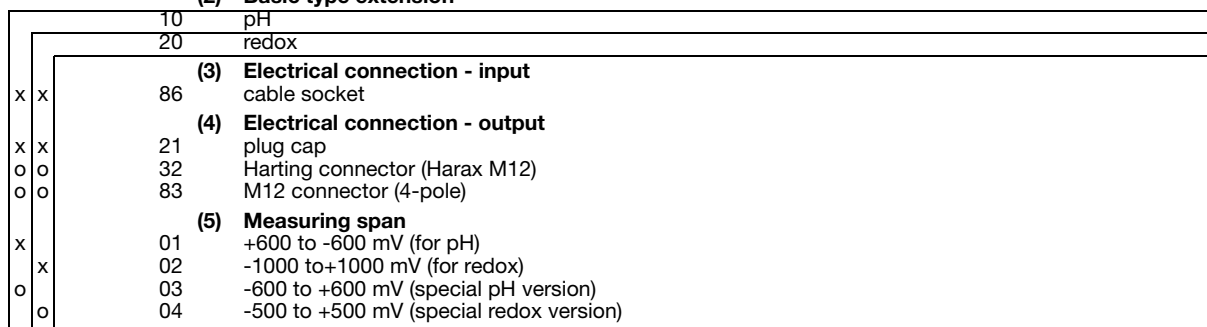 (2) Basic type extension
10 pH
20 redox
(3) Electrical connection - input
x x 86 cable socket
(4) Electrical connection - output
x x 21 plug cap
o o 32 Harting connector (Harax M12)
o o 83 M12 connector (4-pole)
(5) Measuring span
x 01 +600 to -600 mV (for pH)
x 02 -1000 to+1000 mV (for redox)
o 03 -600 to +600 mV (special pH version)
o 04 -500 to +500 mV (special redox version)